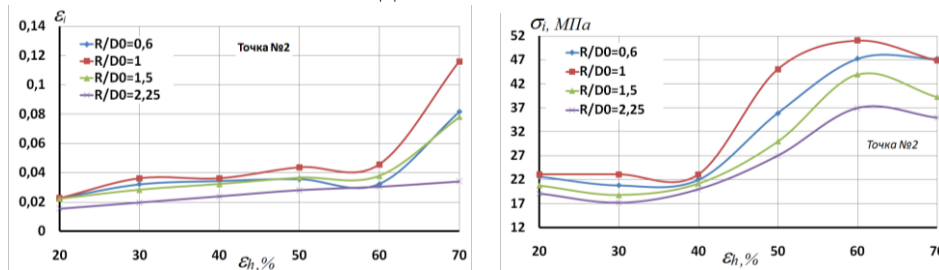 εi
0,14
0,12
0,1
0,08
0,06
0,04
0,02
0
R/D0=0,6
R/D0=1
R/D0=1,5
R/D0=2,25
Точка №2
20 30 40 50 60 70
εh,%
σi, МПа
52
47
42
37
32
27
22
17
12
R/D0=0,6
R/D0=1
R/D0=1,5
R/D0=2,25
Точка №2
20 30 40 50 60 70
εh,%